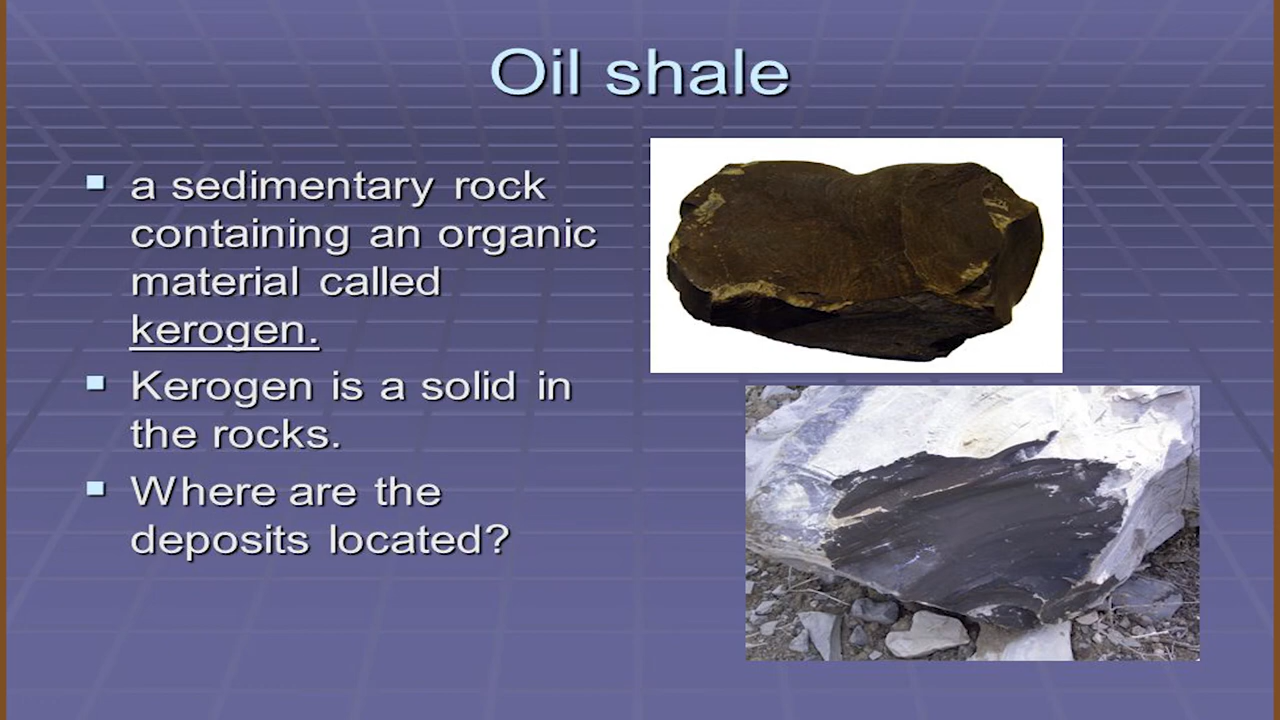 Oil shale
a sedimentary rock
containing an organic
material called
kerogen.
Kerogen is a solid in
the rocks.
Where are the
deposits located?